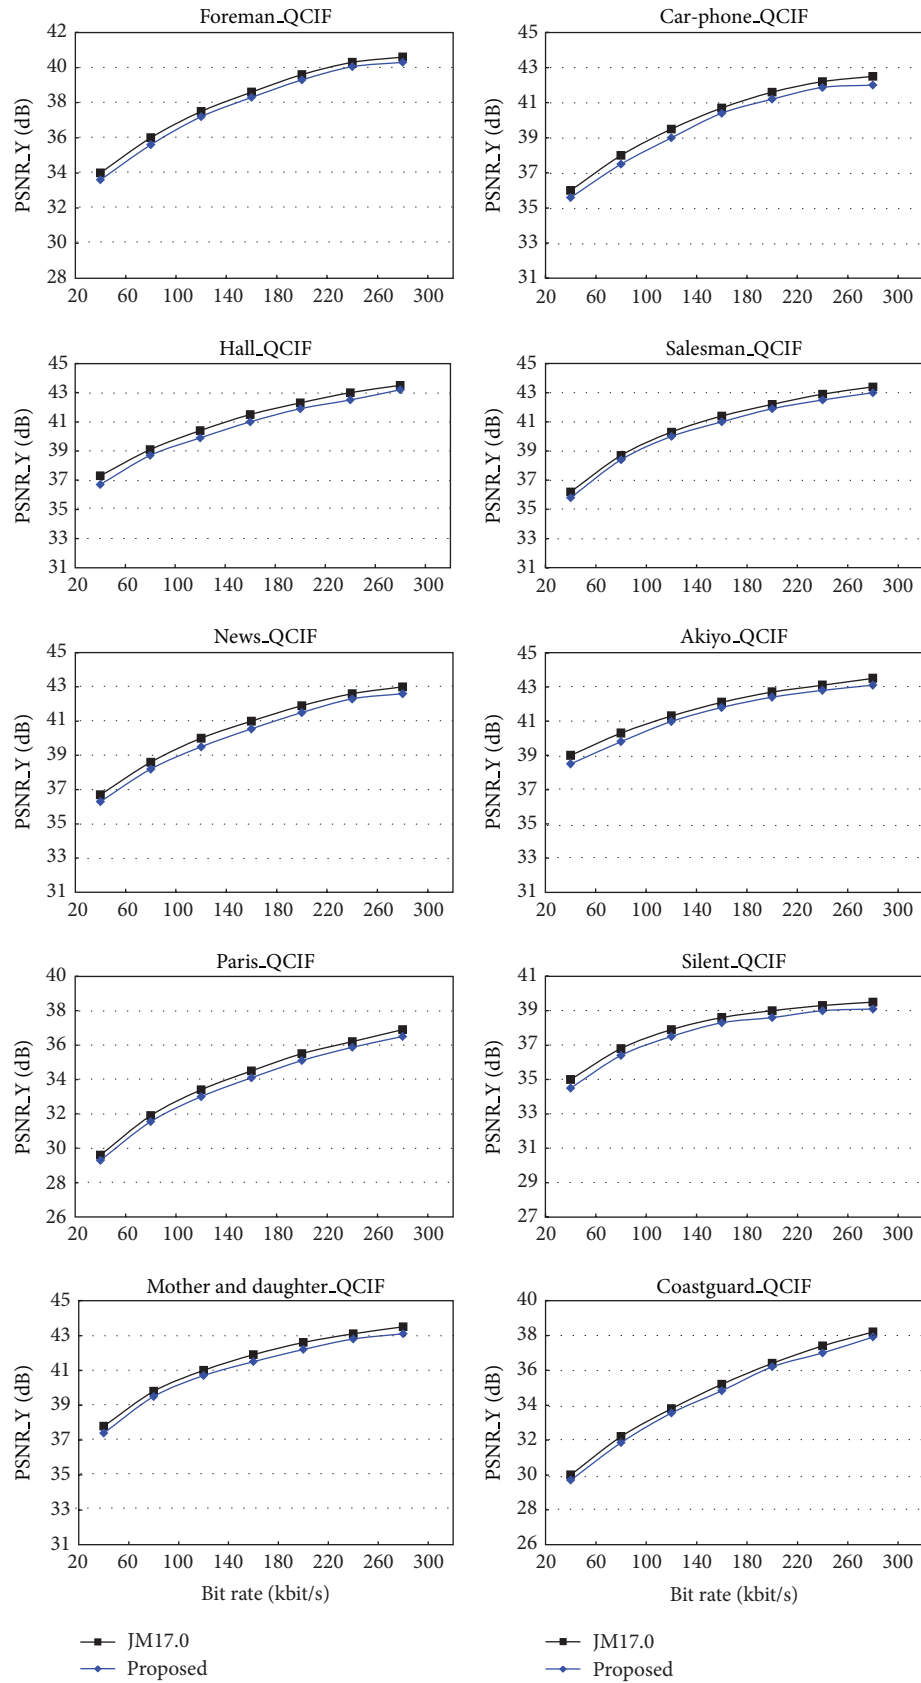 Foreman_QCIF
42
40
38
36
34
32
30
28
PSNR_Y (dB)
20 60 100 140 180 220 260 300
Car-phone_QCIF
45
43
41
39
37
35
33
31
PSNR_Y (dB)
20 60 100 140 180 220 260 300
Hall_QCIF
45
43
41
39
37
35
33
31
PSNR_Y (dB)
20 60 100 140 180 220 260 300
Salesman_QCIF
45
43
41
39
37
35
33
31
PSNR_Y (dB)
20 60 100 140 180 220 260 300
News_QCIF
45
43
41
39
37
35
33
31
PSNR_Y (dB)
20 60 100 140 180 220 260 300
Akiyo_QCIF
45
43
41
39
37
35
33
31
PSNR_Y (dB)
20 60 100 140 180 220 260 300
Paris_QCIF
40
38
36
34
32
30
28
26
PSNR_Y (dB)
20 60 100 140 180 220 260 300
Silent_QCIF
41
39
37
35
33
31
29
27
PSNR_Y (dB)
20 60 100 140 180 220 260 300
Mother and daughter_QCIF
45
43
41
39
37
35
33
31
PSNR_Y (dB)
20 60 100 140 180 220 260 300
Bit rate (kbit/s)
JM17.0
Proposed
Coastguard_QCIF
40
38
36
34
32
30
28
26
PSNR_Y (dB)
20 60 100 140 180 220 260 300
Bit rate (kbit/s)
JM17.0
Proposed